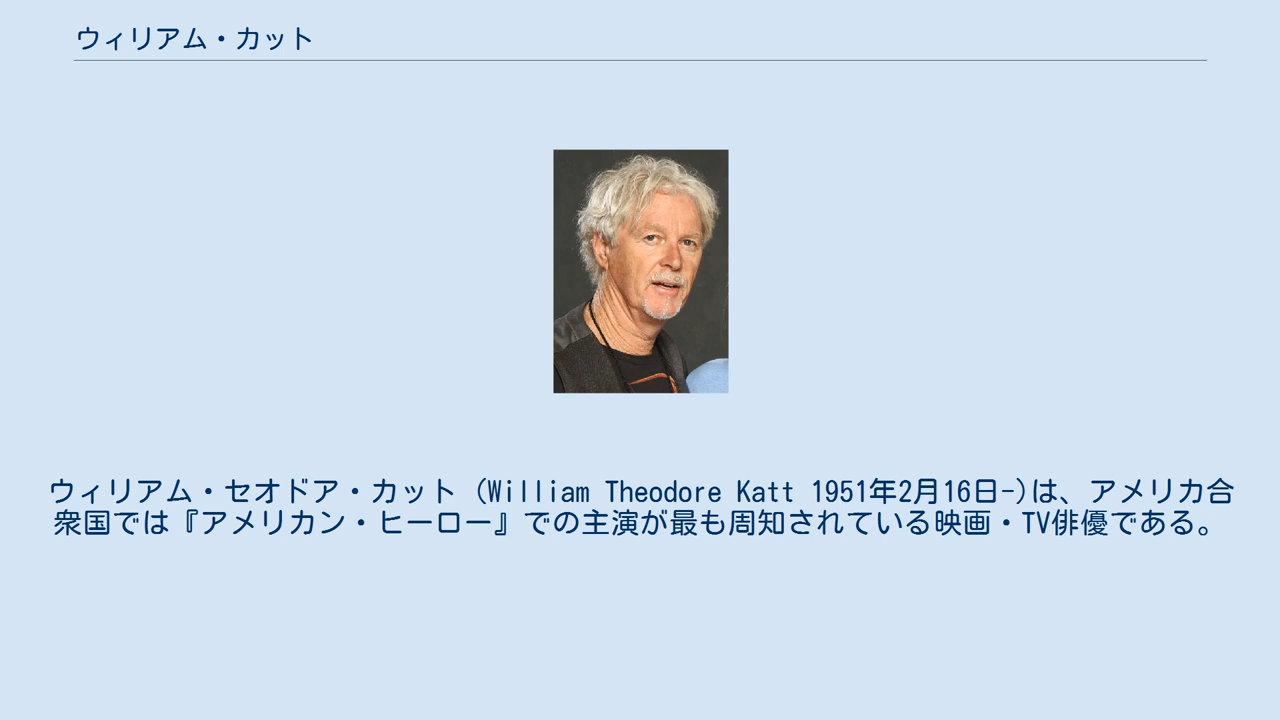 ウィリアム・カット
ウィリアム・セオドア・カット (William Theodore Katt 1951年2月16日-)は、アメリカ合
衆国では『アメリカン・ヒーロー』での主演が最も周知されている映画・TV俳優である。